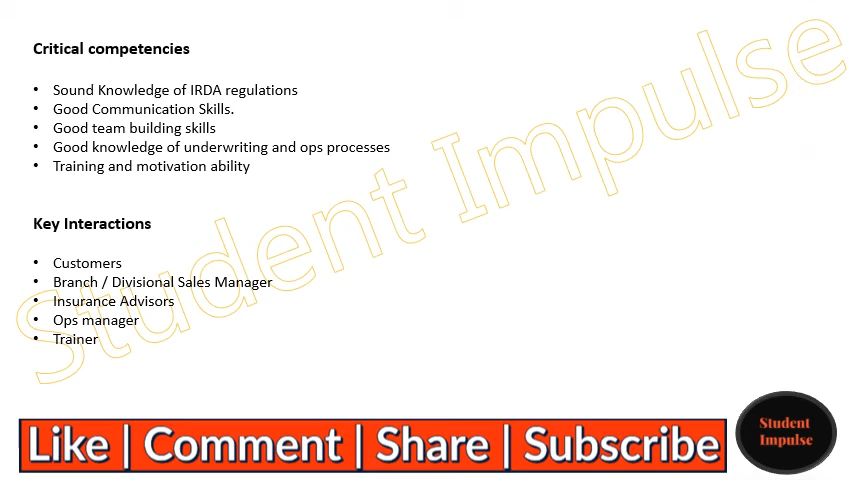 Critical competencies
• Sound Knowledge of IRDA regulations
• Good Communication Skills.
• Good team building skills
• Good knowledge of underwriting and ops processes
• Training and motivation ability
Key Interactions
• Customers
• Branch / Divisional Sales Manager
• Insurance Advisors
• Ops manager
• Trainer
Student Impulse
Like | Comment | Share | Subscribe
Student
Impulse